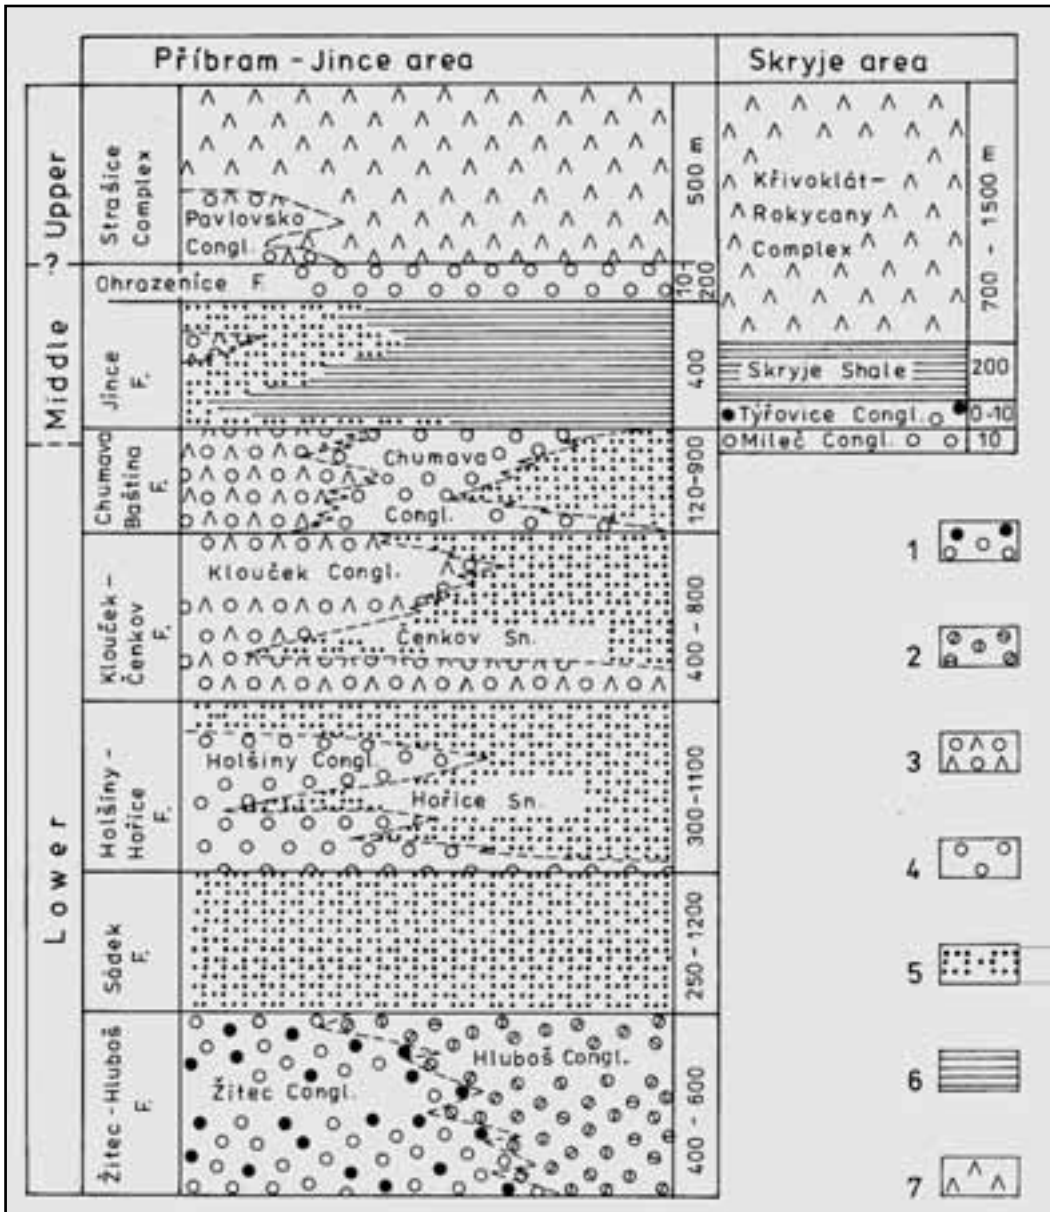 Příbram - Jince area
Skryje area
Upper
?
Middle
Lower
Strašice
Complex
Pavlovsko
Congl.
500 m
Ohrazenice F.
10-
200
Jince
F.
400
Chumava
Baština
F.
Chumava
Congl.
120-900
Klouček -
Čenkov
F.
Klouček Congl.
Čenkov Sn.
400 - 800
Holšiny -
Hořice
F.
Holšiny Congl.
Hořice Sn.
300-1100
Sádek
F.
250 - 1200
Žitec - Hluboš
F.
Žitec Congl.
Hluboš Congl.
400 - 600
Křivoklát -
Rokycany
Complex
700 - 1500 m
Skryje Shale
200
Týřovice Congl.
0-10
Mileč Congl.
10
1
2
3
4
5
6
7